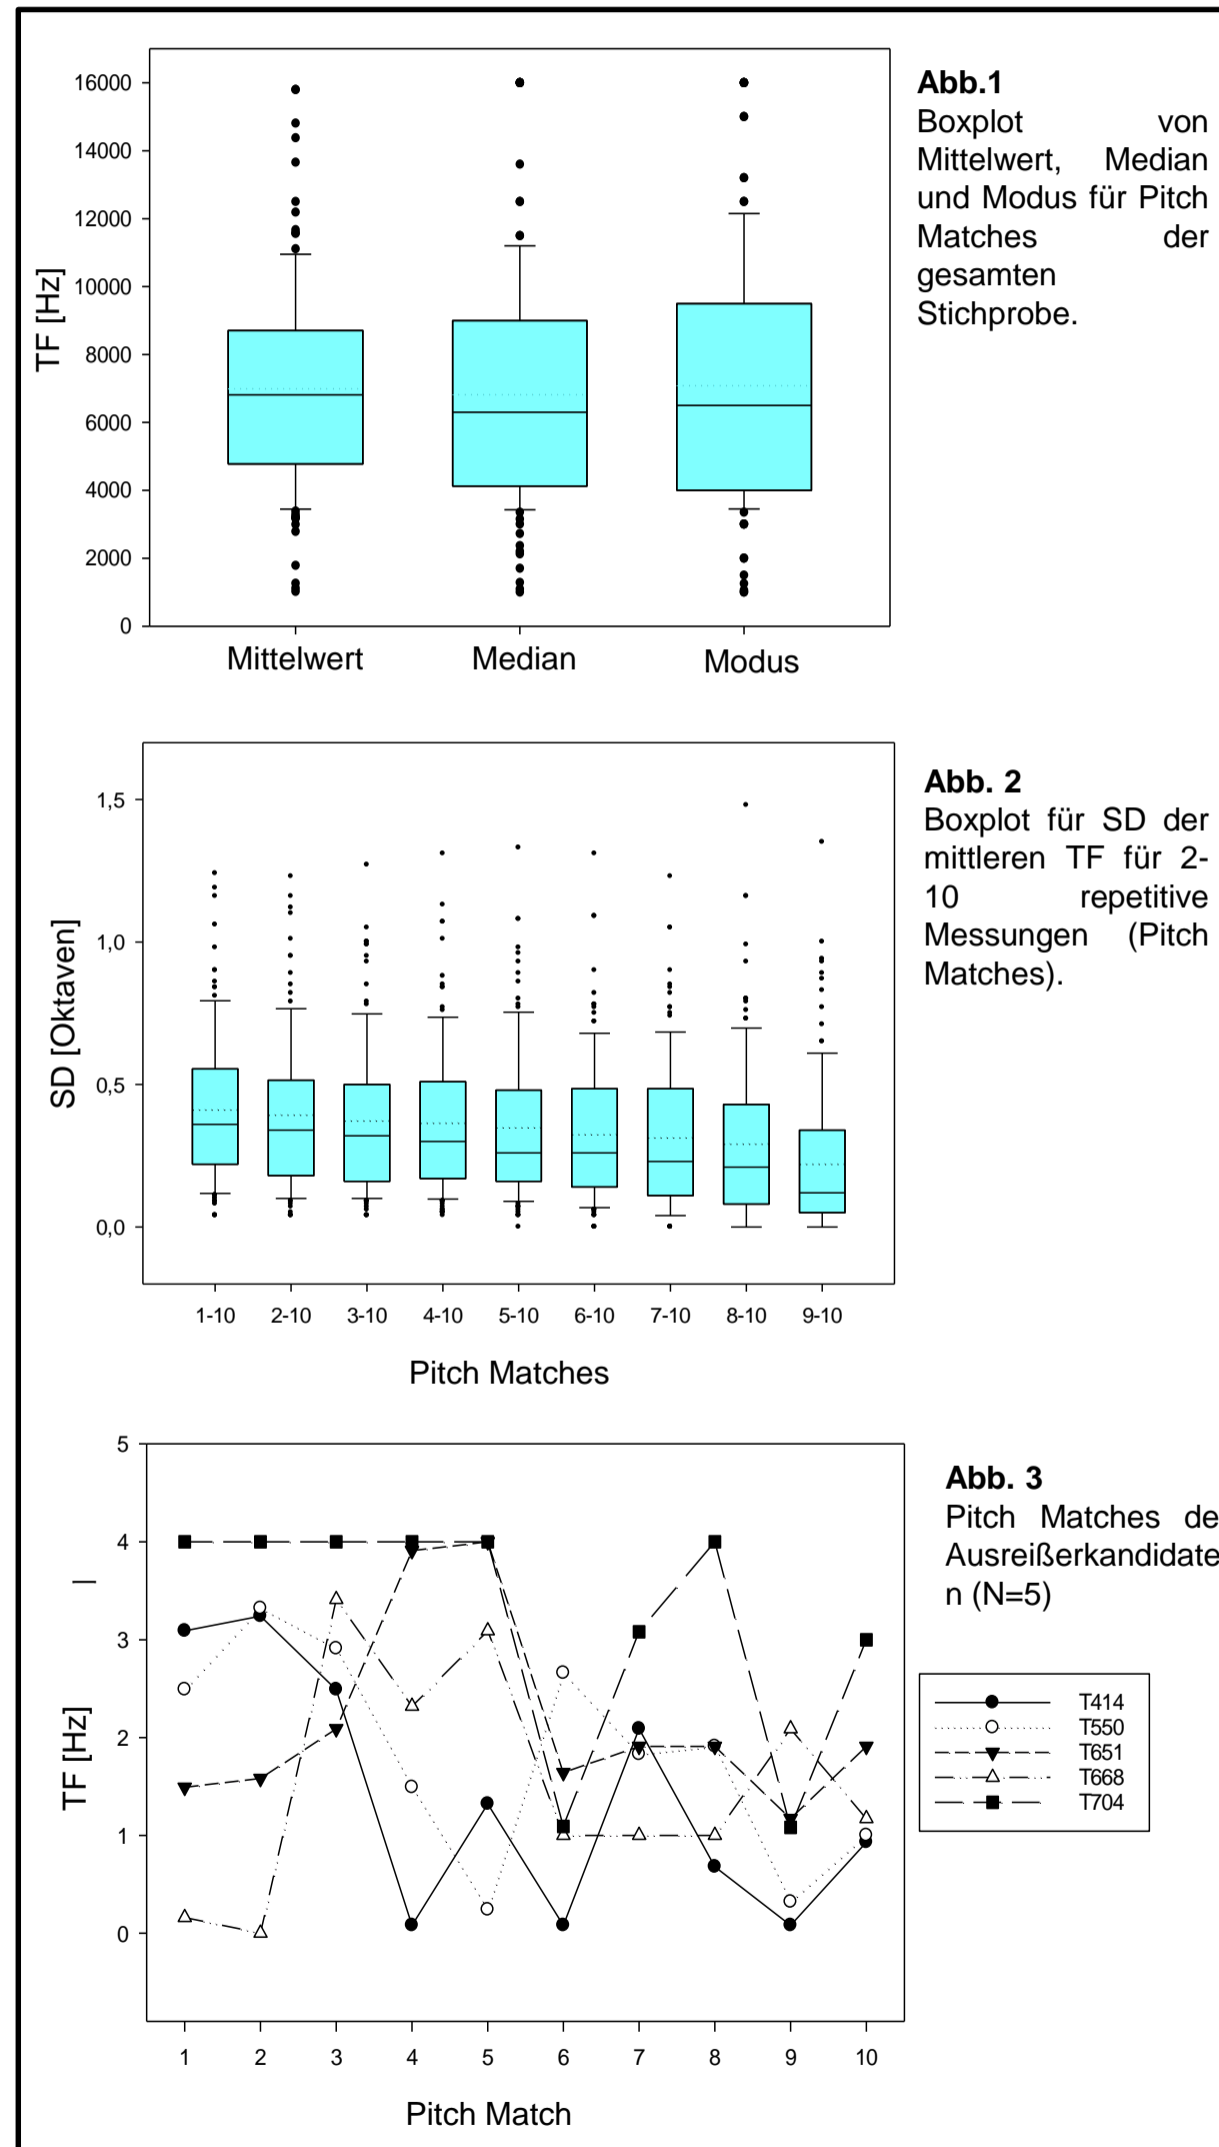 16000
14000
12000
10000
8000
6000
4000
2000
0
TF [Hz]
Mittelwert Median Modus
Abb.1
Boxplot von
Mittelwert, Median
und Modus für Pitch
Matches der
gesamten
Stichprobe.
1,5
1,0
0,5
0,0
SD [Oktaven]
1-10 2-10 3-10 4-10 5-10 6-10 7-10 8-10 9-10
Pitch Matches
Abb. 2
Boxplot für SD der
mittleren TF für 2-
10 repetitive
Messungen (Pitch
Matches).
5
4
3
2
1
0
TF [Hz]
1 2 3 4 5 6 7 8 9 10
Pitch Match
Abb. 3
Pitch Matches de
Ausreißerkandidate
n (N=5)
T414
T550
T651
T668
T704